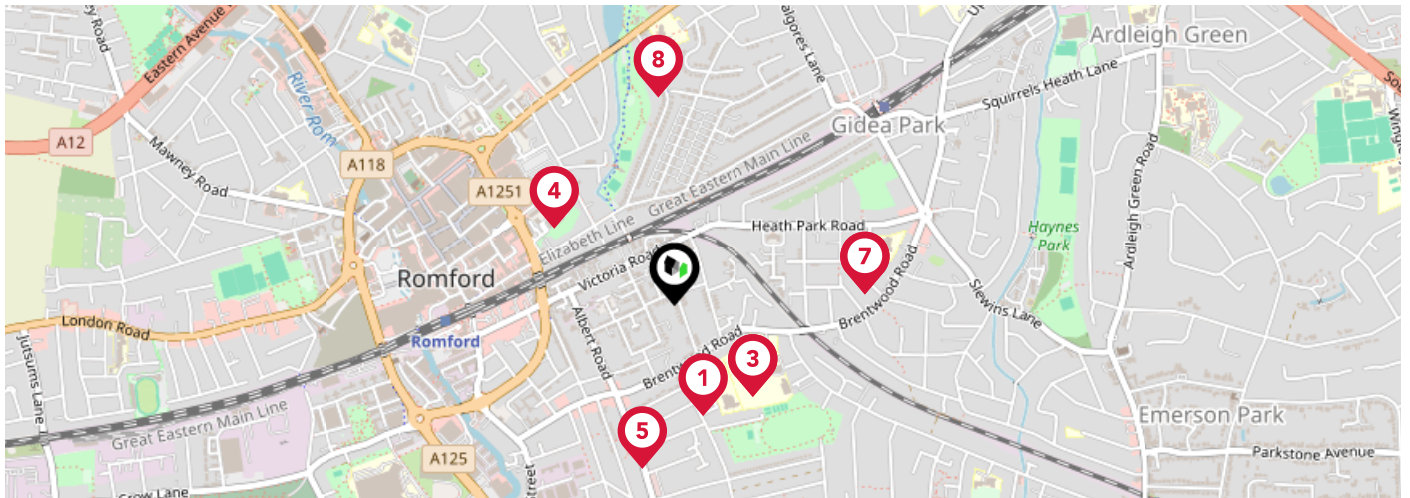 Eastern Avenue
A12
River Rom
Mawney Road
A118
A1251
8
4
Gidea Park
Ardleigh Green
Squirrels Heath Lane
Great Eastern Main Line
Elizabeth Line
Heath Park Road
Victoria Road
7
Ardleigh Green Road
Haynes
Park
Romford
London Road
Romford
Albert Road
Brentwood Road
Brentwood Road
Slewins Lane
Jutsums Lane
3
1
5
Great Eastern Main Line
A125
Emerson Park
Parkstone Avenue
Crow Lane